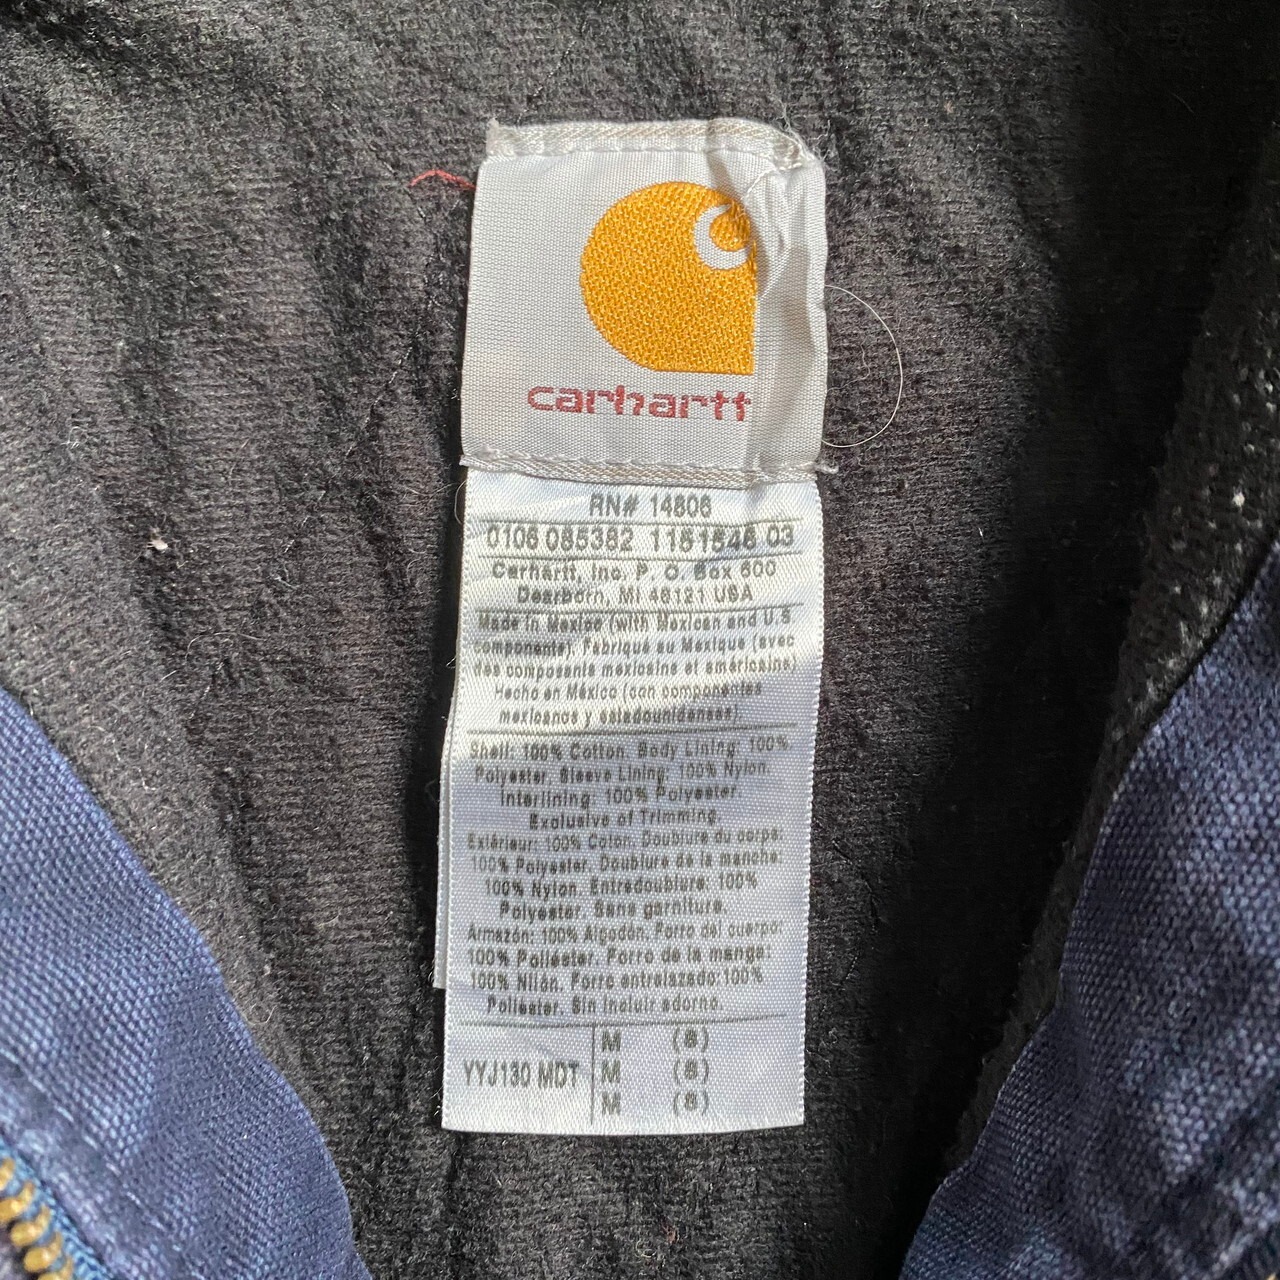 carhartt
RN# 14806
0106 085382 1151546 03
Carhartt, Inc. P. O. Box 600
Dearborn, MI 48121 USA
Made in Mexico (with Mexican and U.S
components). Fabriqué au Mexique (avec
des composants mexicains et américains)
Hecho en México (con componentes
mexicanos y estadounidenses)
Shell: 100% Cotton. Body Lining: 100%
Polyester. Sleeve Lining: 100% Nylon.
Interlining: 100% Polyester.
Exclusive of Trimming.
Extérieur: 100% Coton. Doublure du corps:
100% Polyester. Doublure de la manche:
100% Nylon. Entredoublure: 100%
Polyester. Sans garniture.
Armazón: 100% Algodón. Forro del cuerpo:
100% Poliéster. Forro de la manga:
100% Nilón. Forro entrelazado:100%
Poliéster. Sin incluir adorno.
YYJ130 MDT
M (8)
M (8)
M (8)